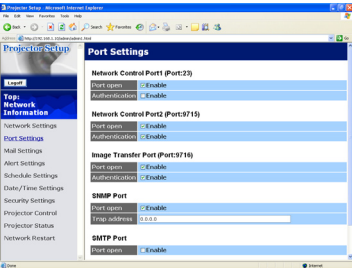 Projector Setup - Microsoft Internet Explorer
File Edit View Favorites Tools Help
Back Search Favorites
Address Go
Projector Setup
Logoff
Top:
Network
Information
Network Settings
Port Settings
Mail Settings
Alert Settings
Schedule Settings
Date/Time Settings
Security Settings
Projector Control
Projector Status
Network Restart
Port Settings
Network Control Port1 (Port:23)
Port open Enable
Authentication Enable
Network Control Port2 (Port:9715)
Port open Enable
Authentication Enable
Image Transfer Port (Port:9716)
Port open Enable
Authentication Enable
SNMP Port
Port open Enable
Trap address 0.0.0.0
SMTP Port
Port open Enable
Done Internet